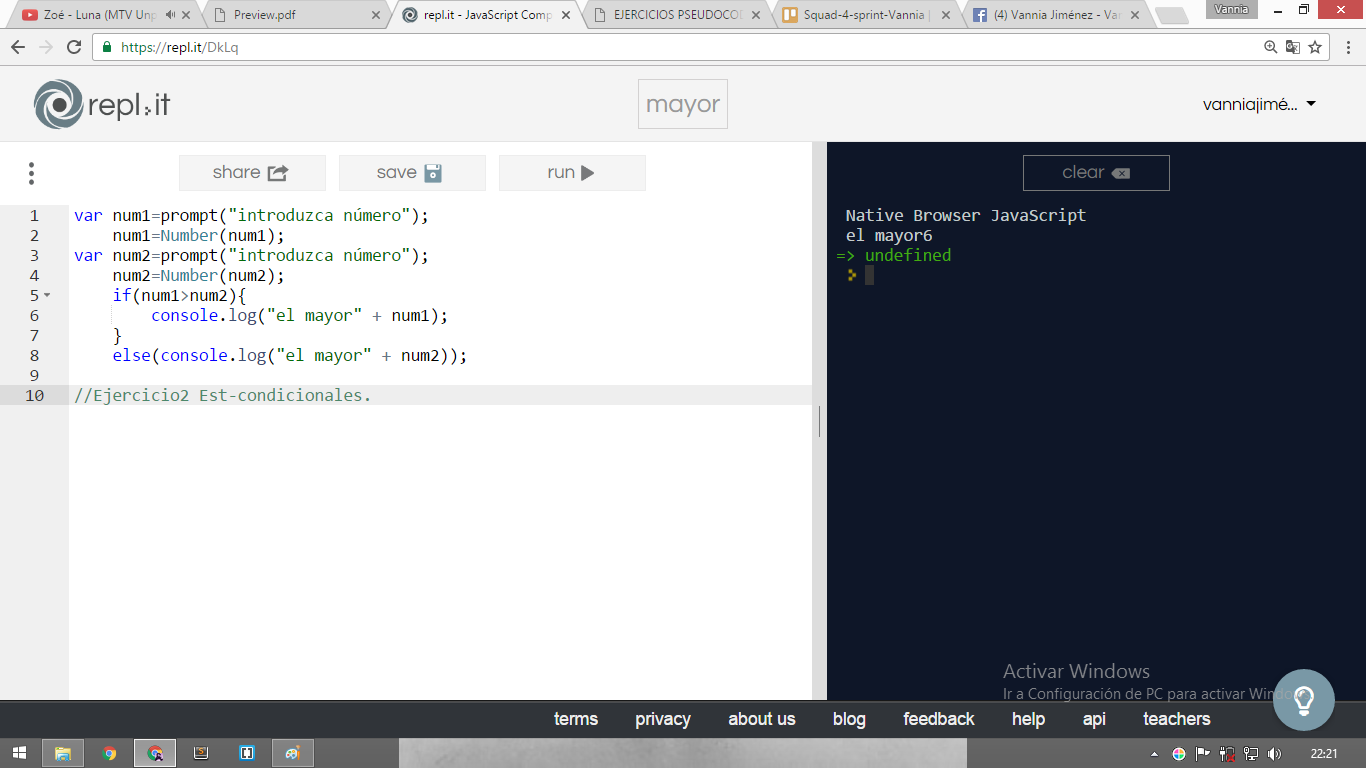 Zoé - Luna (MTV Unp
Preview.pdf
repl.it - JavaScript Comp
EJERCICIOS PSEUDOCOD
Squad-4-sprint-Vannia |
(4) Vannia Jiménez - Van
Vannia
https://repl.it/DkLq
repl.it
mayor
vanniajimé...
share
save
run
clear
1 var num1=prompt("introduzca número");
2 num1=Number(num1);
3 var num2=prompt("introduzca número");
4 num2=Number(num2);
5 if(num1>num2){
6 console.log("el mayor" + num1);
7 }
8 else(console.log("el mayor" + num2));
9
10 //Ejercicio2 Est-condicionales.
Native Browser JavaScript
el mayor6
=> undefined
Activar Windows
Ir a Configuración de PC para activar Windows
terms privacy about us blog feedback help api teachers
22:21